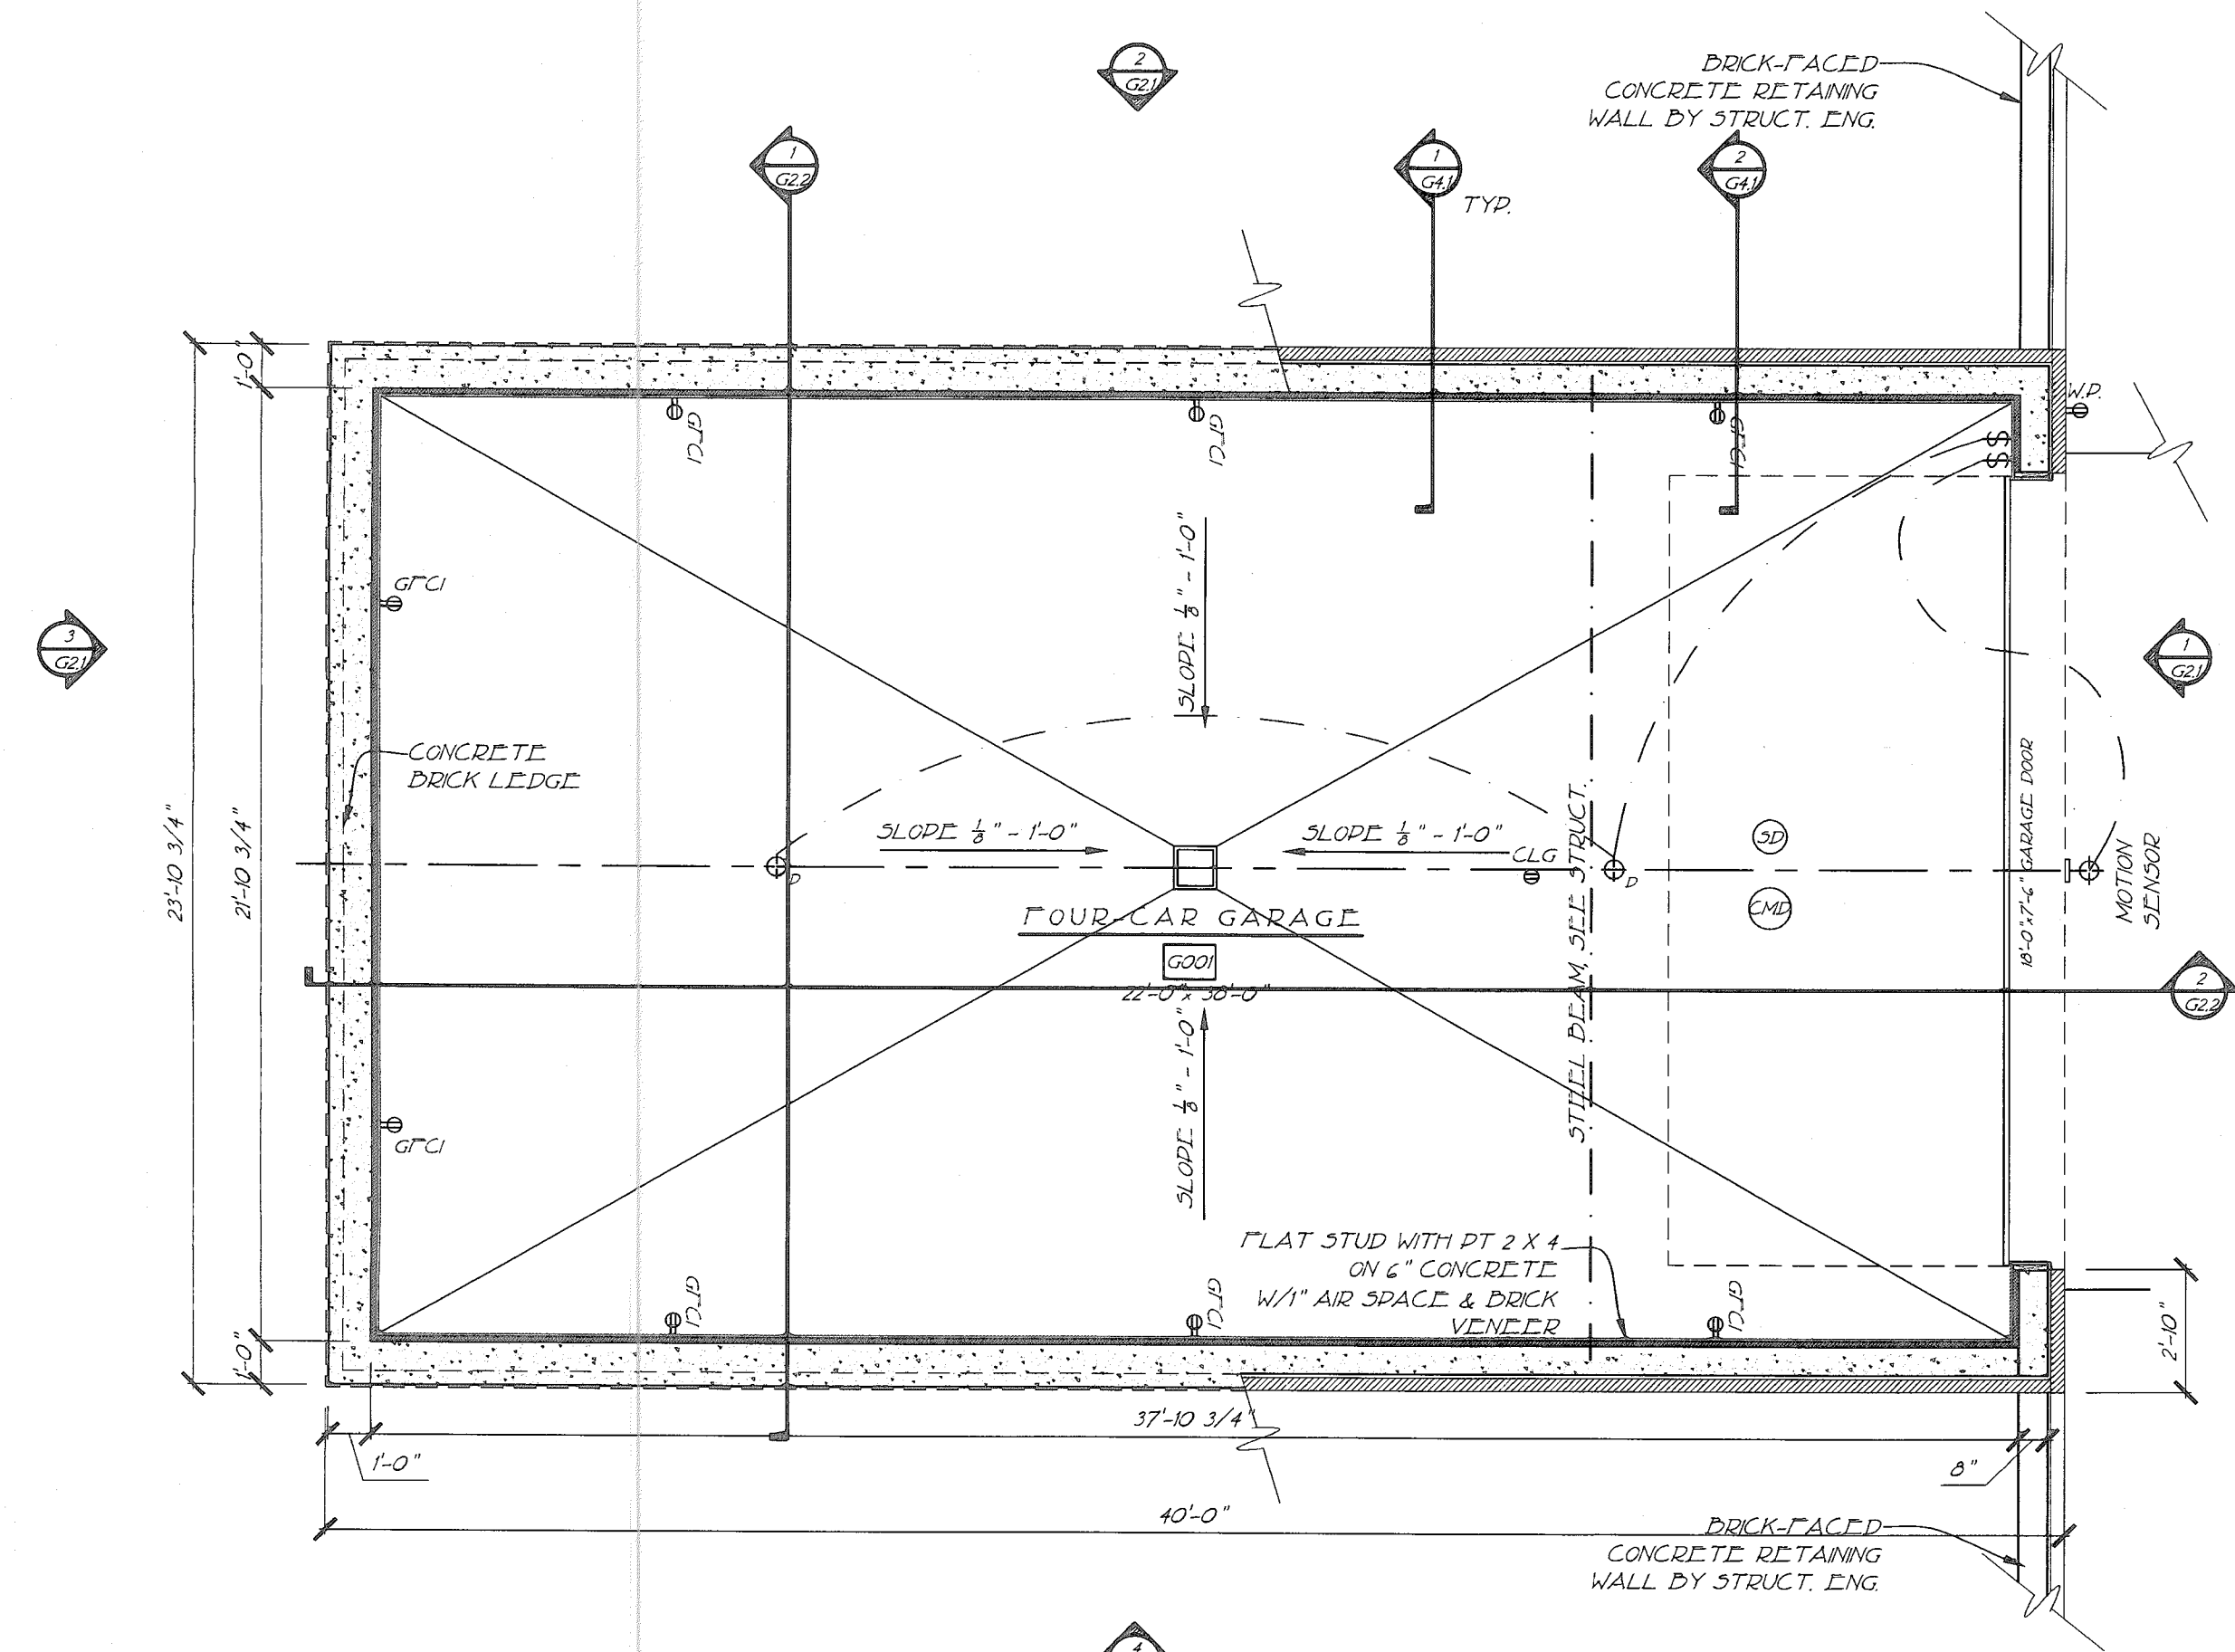 2
G2.1
BRICK-FACED
CONCRETE RETAINING
WALL BY STRUCT. ENG.
1
G2.2
1
G4.1
TYP.
2
G4.1
1'-0"
W.P.
GFCI
GFCI
GFCI
$
$
SLOPE 1/8" - 1'-0"
GFCI
3
G2.1
1
G2.1
CONCRETE
BRICK LEDGE
23'-10 3/4"
21'-10 3/4"
SLOPE 1/8" - 1'-0"
SLOPE 1/8" - 1'-0"
CLG
D
D
SD
CMD
18'-0"x7'-6" GARAGE DOOR
MOTION
SENSOR
STEEL BEAM, SEE STRUCT.
FOUR-CAR GARAGE
G001
22'-0" x 38'-0"
2
G2.2
SLOPE 1/8" - 1'-0"
GFCI
FLAT STUD WITH PT 2 X 4
ON 6" CONCRETE
W/1" AIR SPACE & BRICK
VENEER
GFCI
GFCI
GFCI
1'-0"
2'-10"
37'-10 3/4"
1'-0"
8"
40'-0"
BRICK-FACED
CONCRETE RETAINING
WALL BY STRUCT. ENG.
4